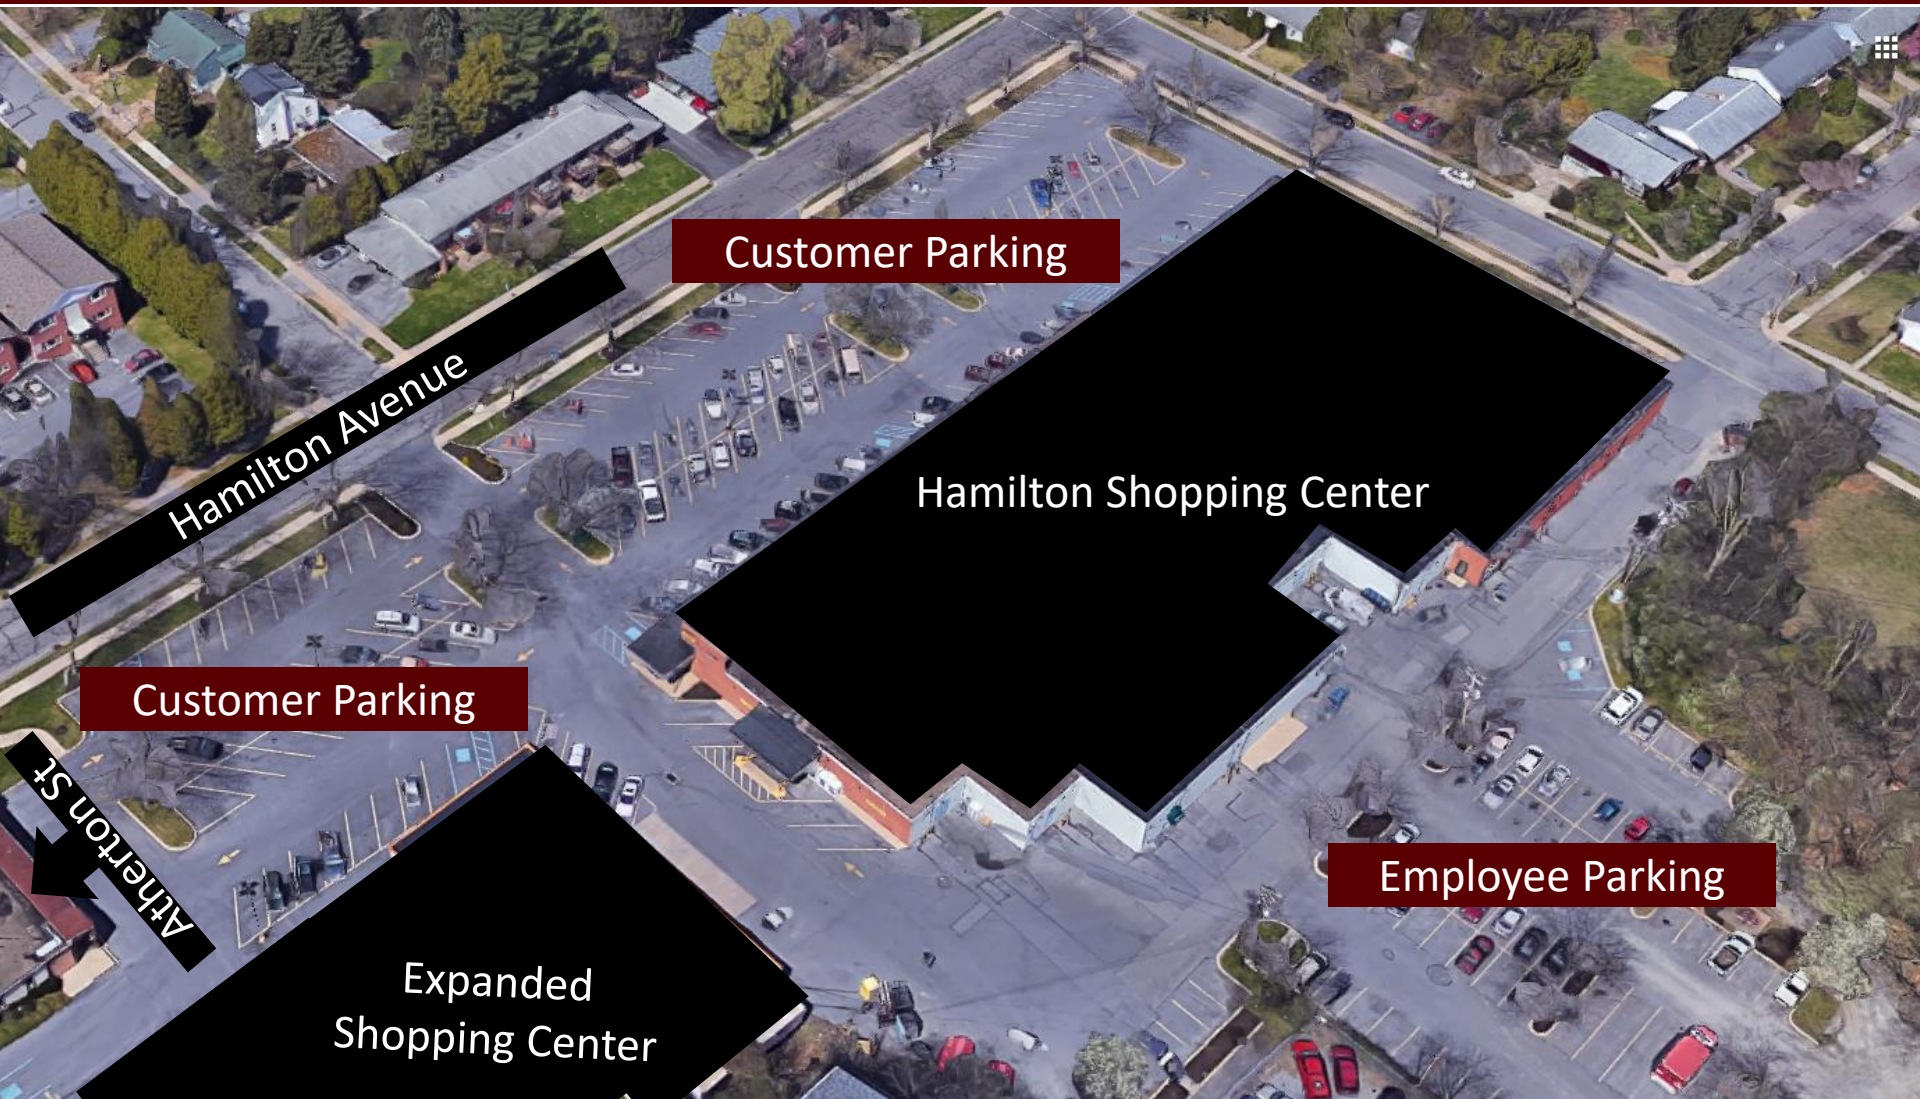 Customer Parking
Hamilton Avenue
Hamilton Shopping Center
Customer Parking
Atherton St
Employee Parking
Expanded
Shopping Center